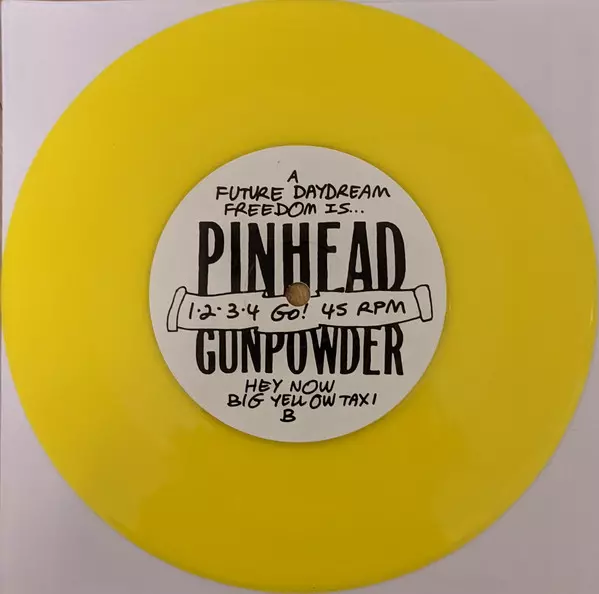 A
FUTURE DAYDREAM
FREEDOM IS...
PINHEAD
1·2·3·4 GO! 45 RPM
GUNPOWDER
HEY NOW
BIG YELLOW TAXI
B